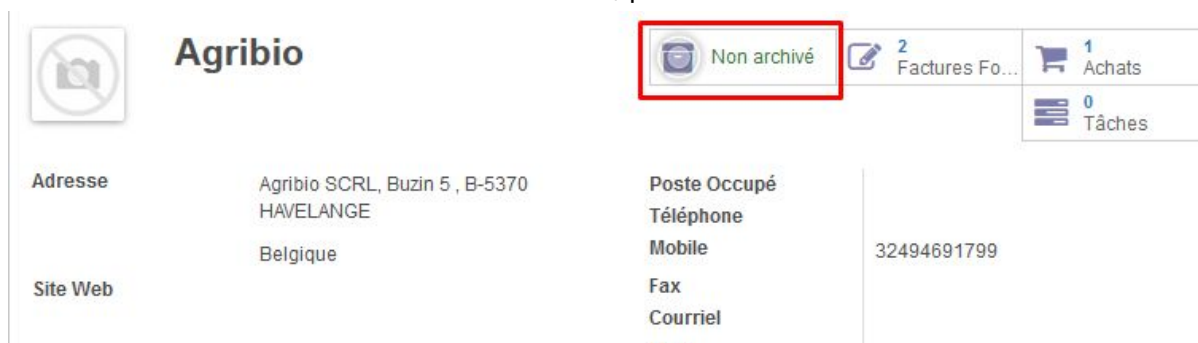 Agribio
Non archivé
2
Factures Fo...
1
Achats
0
Tâches
Adresse
Agribio SCRL, Buzin 5 , B-5370
HAVELANGE
Belgique
Site Web
Poste Occupé
Téléphone
Mobile
32494691799
Fax
Courriel